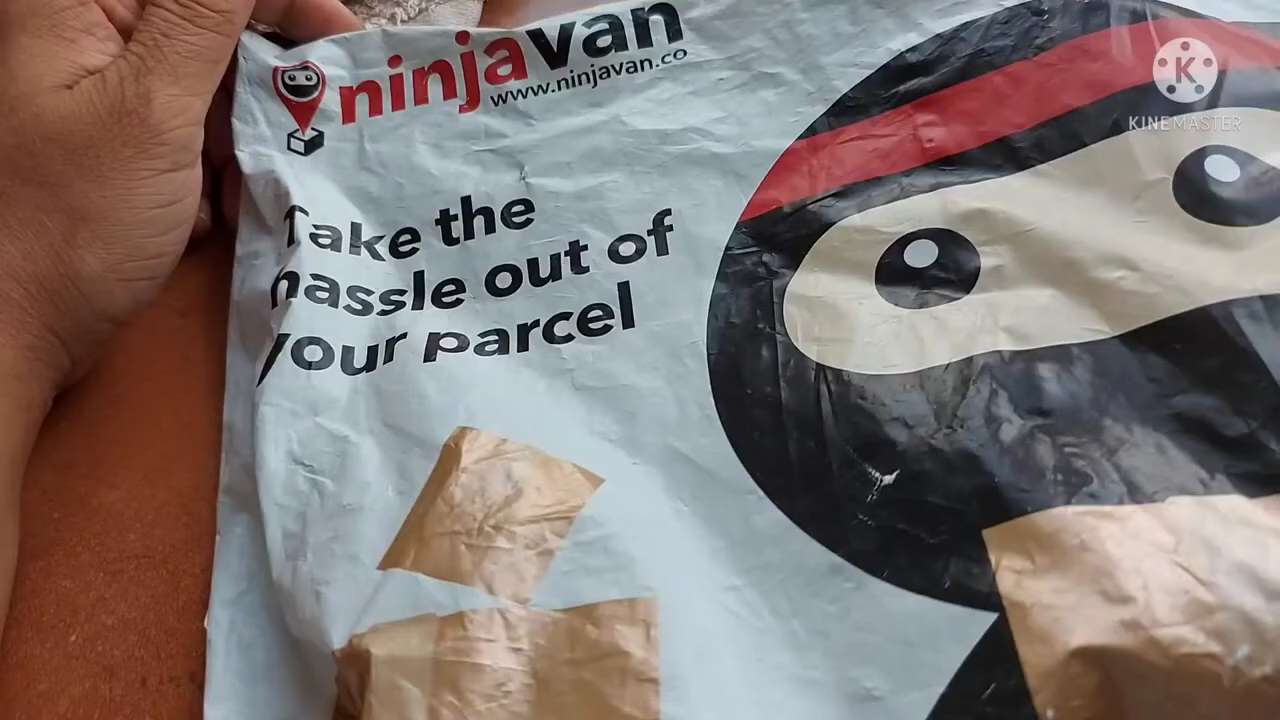 ninjavan
www.ninjavan.co
Take the
hassle out of
your parcel
K
KINEMASTER